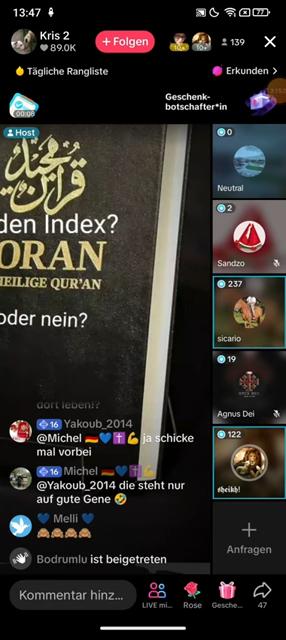 13:47
77
Kris 2
89.0K
+ Folgen
10+
10+
139
Tägliche Rangliste
Erkunden >
00:08
Geschenk-
botschafter*in
Host
0
Neutral
قرآن مجيد
den Index?
ORAN
HEILIGE QUR'AN
oder nein?
2
Sandzo
237
sicario
19
Agnus Dei
122
sheikh!
dort leben!?
16 Yakoub_2014
@Michel 🇩🇪💙✝️💪 ja schicke
mal vorbei
16 Michel 🇩🇪💙✝️💪
@Yakoub_2014 die steht nur
auf gute Gene 🤣
💙 Melli 💙
🙈🙈🙈🙈
Bodrumlu ist beigetreten
+
Anfragen
Kommentar hinz...
LIVE mi...
Rose
Gesche...
47